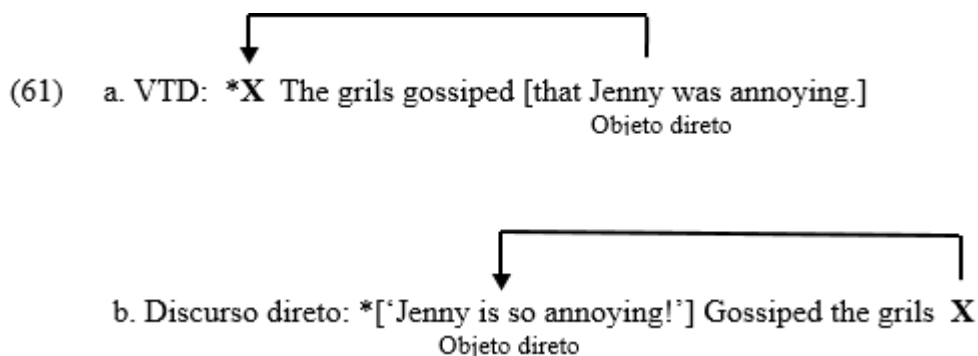 (61) a. VTD: *X The grils gossiped [that Jenny was annoying.]
Objeto direto
b. Discurso direto: *[‘Jenny is so annoying!’] Gossiped the grils X
Objeto direto